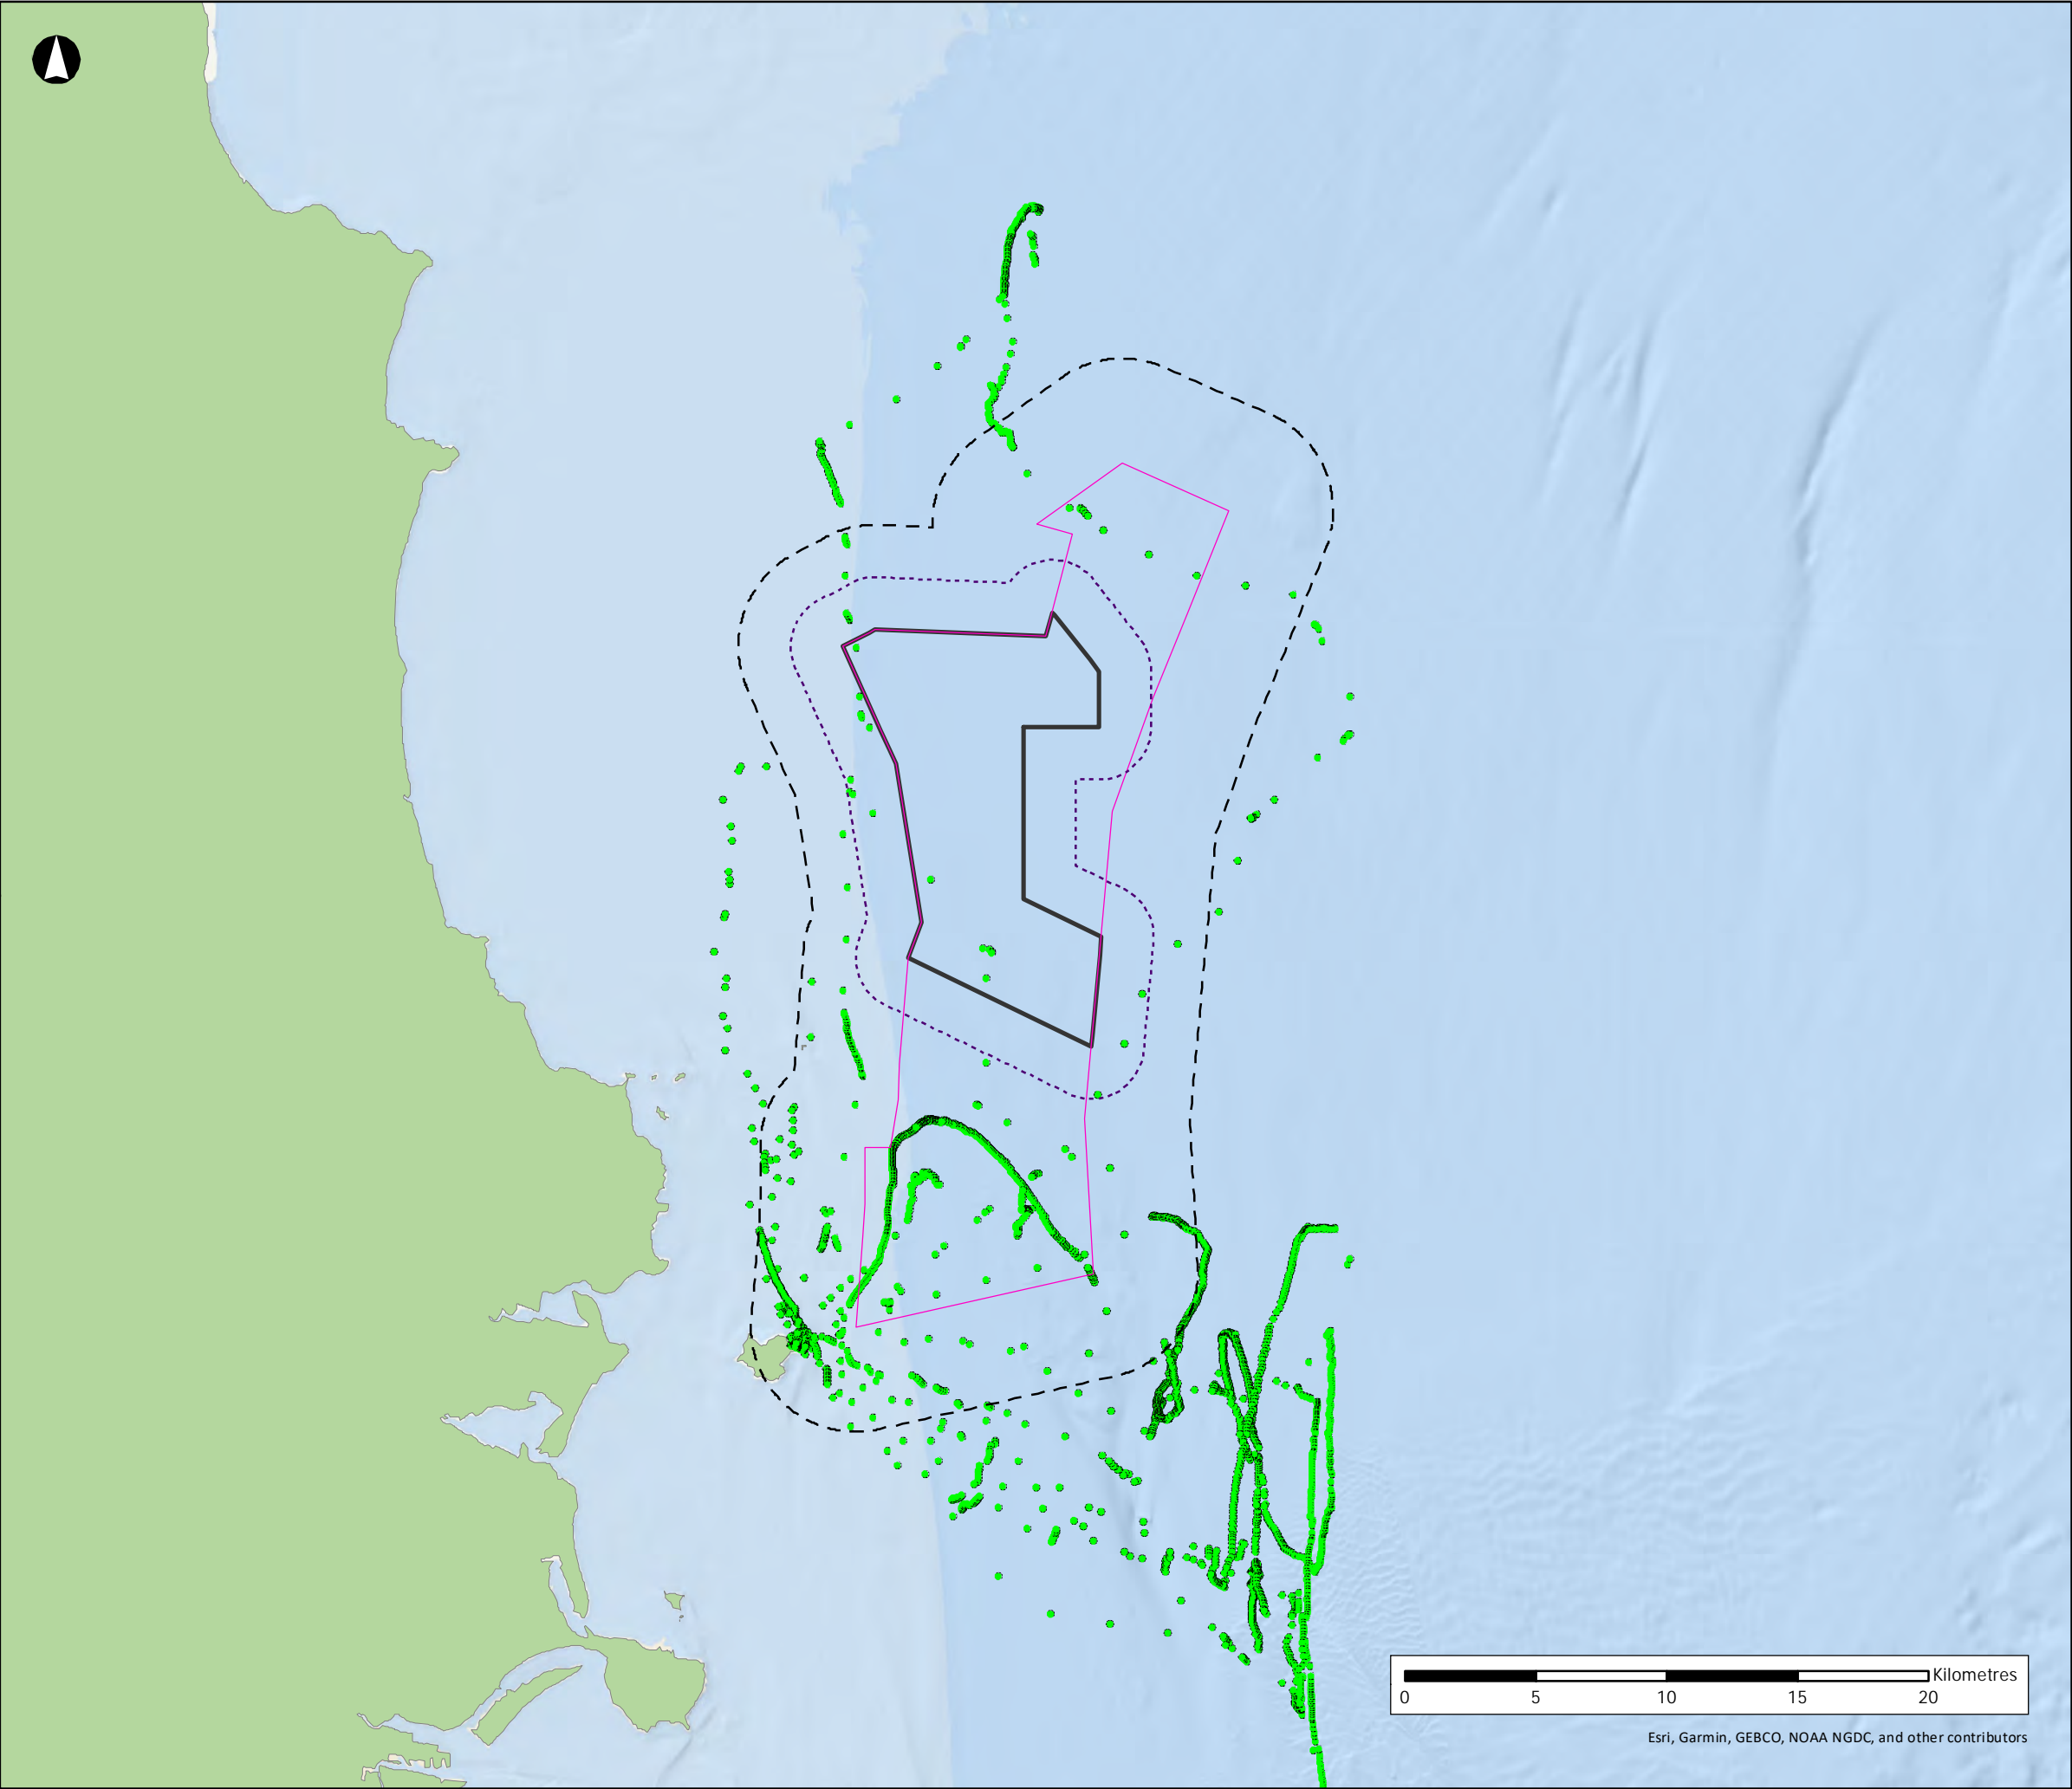 Kilometres
0 5 10 15 20
Esri, Garmin, GEBCO, NOAA NGDC, and other contributors